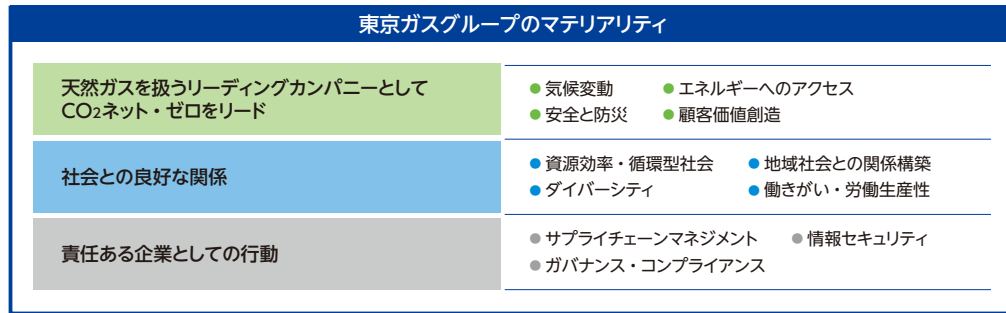 東京ガスグループのマテリアリティ
天然ガスを扱うリーディングカンパニーとして
CO₂ネット・ゼロをリード
●気候変動 ●エネルギーへのアクセス
●安全と防災 ●顧客価値創造
社会との良好な関係
●資源効率・循環型社会 ●地域社会との関係構築
●ダイバーシティ ●働きがい・労働生産性
責任ある企業としての行動
●サプライチェーンマネジメント ●情報セキュリティ
●ガバナンス・コンプライアンス